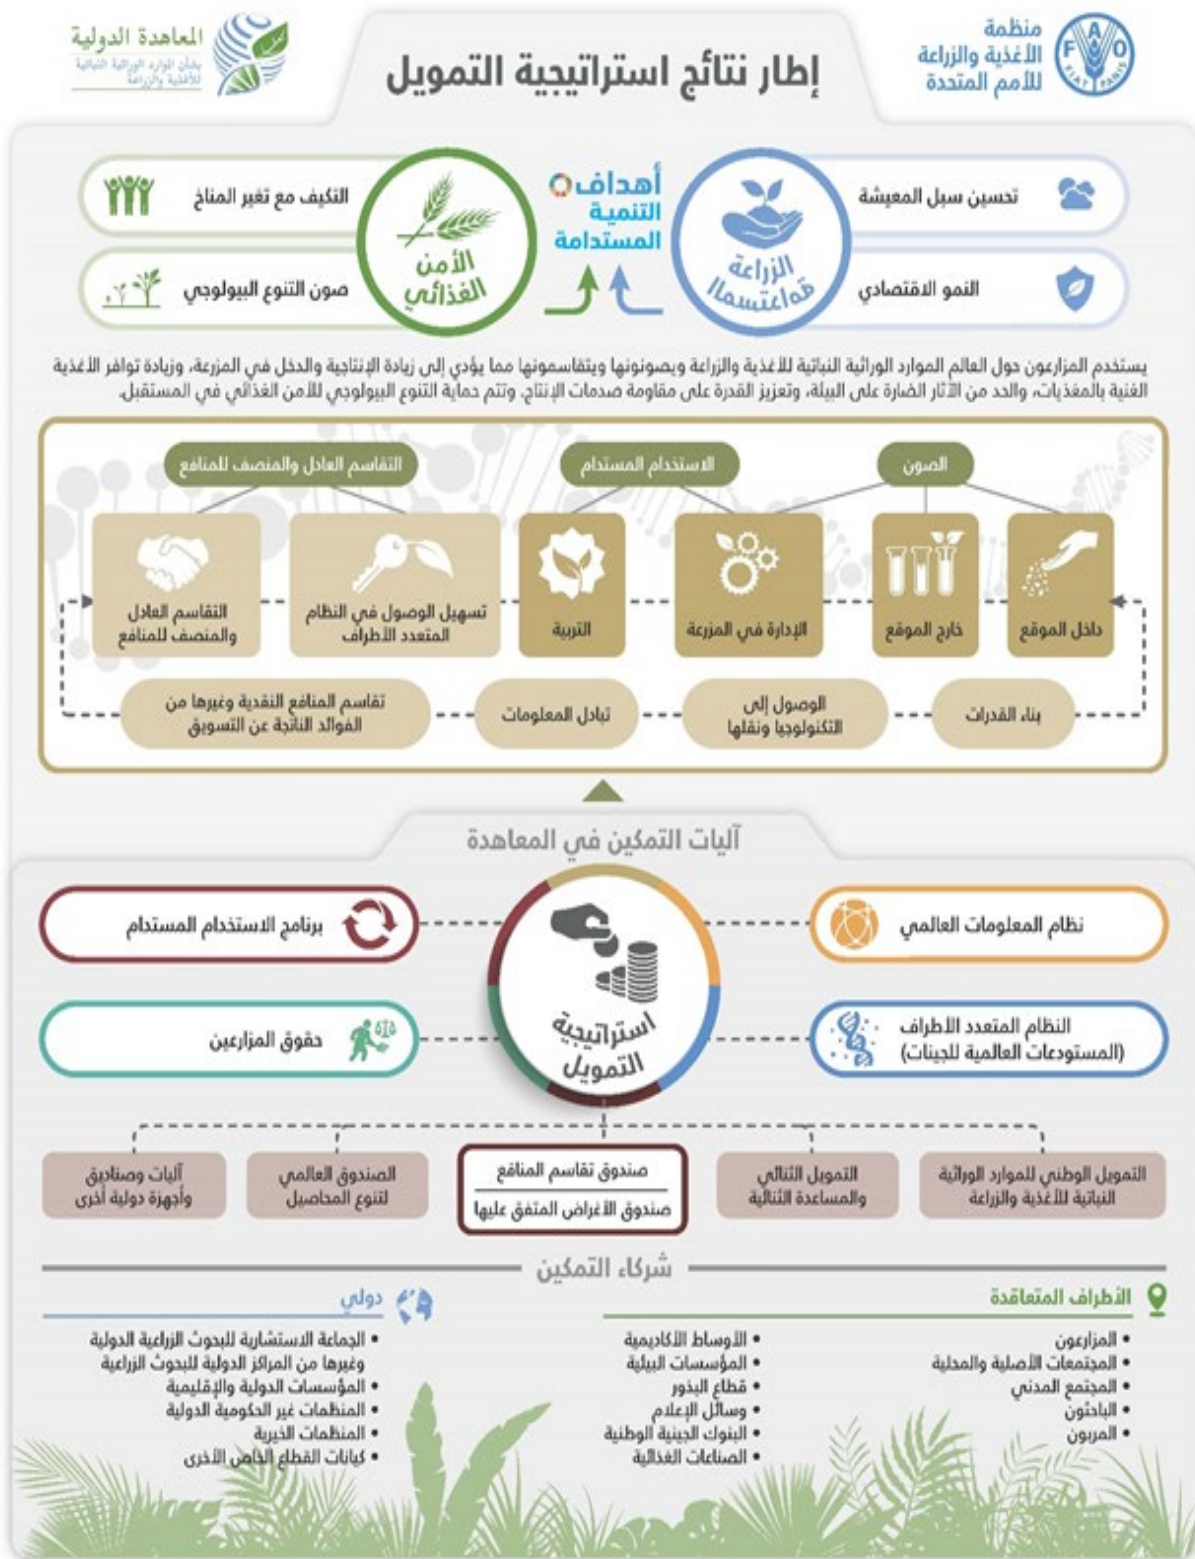 منظمة
الأغذية والزراعة
للأمم المتحدة
FAO
FIAT PANIS
المعاهدة الدولية
بشأن الموارد الوراثية النباتية
للأغذية والزراعة
إطار نتائج استراتيجية التمويل
تحسين سبل المعيشة
النمو الاقتصادي
الزراعة
أهداف
التنمية
المستدامة
الأمن
الغذائي
التكيف مع تغير المناخ
صون التنوع البيولوجي
يستخدم المزارعون حول العالم الموارد الوراثية النباتية للأغذية والزراعة ويصونونها ويتقاسمونها مما يؤدي إلى زيادة الإنتاجية والدخل في المزرعة، وزيادة توافر الأغذية
الغنية بالمغذيات، والحد من الآثار الضارة على البيئة، وتعزيز القدرة على مقاومة صدمات الإنتاج. وتتم حماية التنوع البيولوجي للأمن الغذائي في المستقبل.
الصون
الاستخدام المستدام
التقاسم العادل والمنصف للمنافع
داخل الموقع
خارج الموقع
الإدارة في المزرعة
التربية
تسهيل الوصول في النظام
المتعدد الأطراف
التقاسم العادل
والمنصف للمنافع
بناء القدرات
الوصول إلى
التكنولوجيا ونقلها
تبادل المعلومات
تقاسم المنافع النقدية وغيرها من
الفوائد الناتجة عن التسويق
آليات التمكين في المعاهدة
نظام المعلومات العالمي
النظام المتعدد الأطراف
(المستودعات العالمية للجينات)
استراتيجية
التمويل
برنامج الاستخدام المستدام
حقوق المزارعين
التمويل الوطني للموارد الوراثية
النباتية للأغذية والزراعة
التمويل الثنائي
والمساعدة الثنائية
صندوق تقاسم المنافع
صندوق الأغراض المتفق عليها
الصندوق العالمي
لتنوع المحاصيل
آليات وصناديق
وأجهزة دولية أخرى
شركاء التمكين
الأطراف المتعاقدة
• المزارعون
• المجتمعات الأصلية والمحلية
• المجتمع المدني
• الباحثون
• المربون
• الأوساط الأكاديمية
• المؤسسات البيئية
• قطاع البذور
• وسائل الإعلام
• البنوك الجينية الوطنية
• الصناعات الغذائية
دولي
• الجماعة الاستشارية للبحوث الزراعية الدولية
وغيرها من المراكز الدولية للبحوث الزراعية
• المؤسسات الدولية والإقليمية
• المنظمات غير الحكومية الدولية
• المنظمات الخيرية
• كيانات القطاع الخاص الأخرى